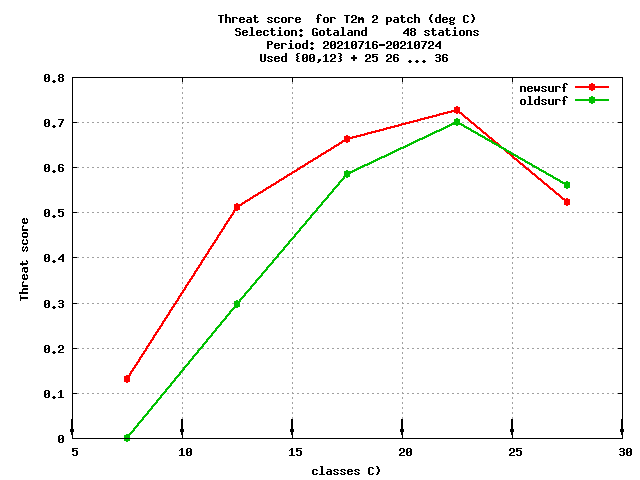 Threat score  for T2m 2 patch (deg C)
Selection: Gotaland     48 stations
Period: 20210716-20210724
Used {00,12} + 25 26 ... 36
newsurf
oldsurf
0.8
0.7
0.6
0.5
0.4
0.3
0.2
0.1
0
Threat score
5 10 15 20 25 30
classes C)